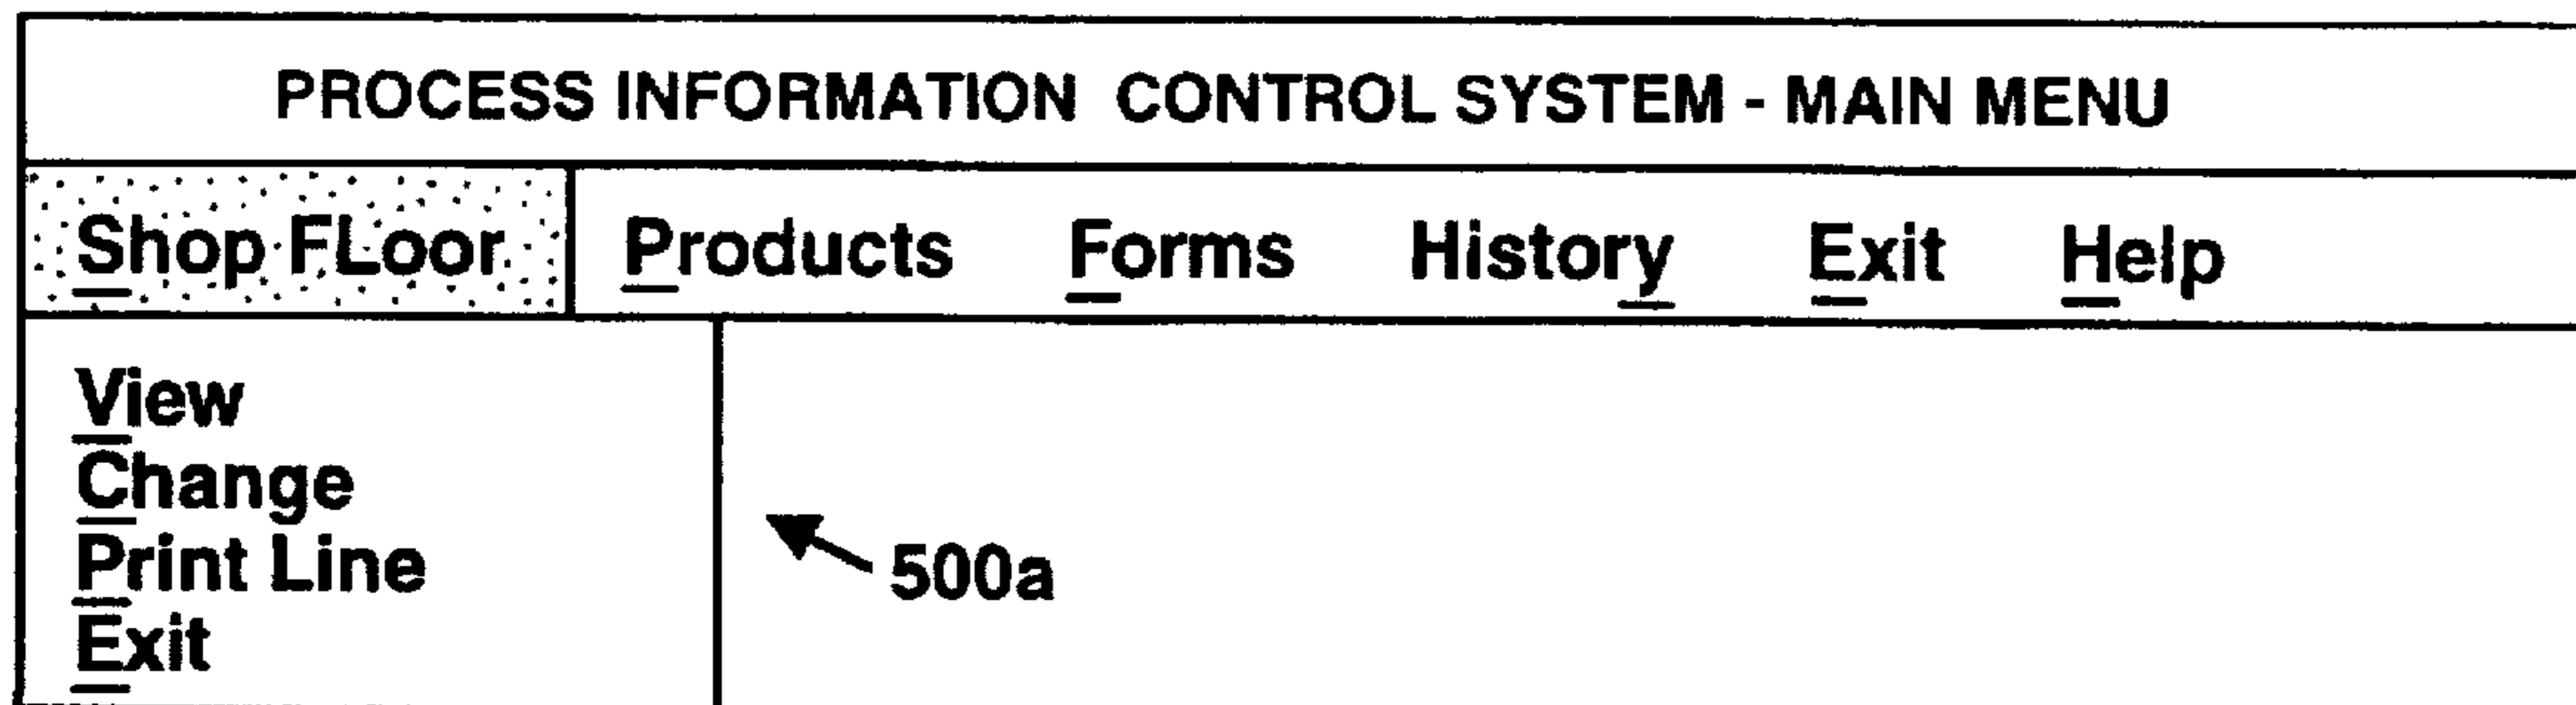 PROCESS INFORMATION CONTROL SYSTEM - MAIN MENU
Shop FLoor Products Forms History Exit Help
View
Change
Print Line
Exit
500a